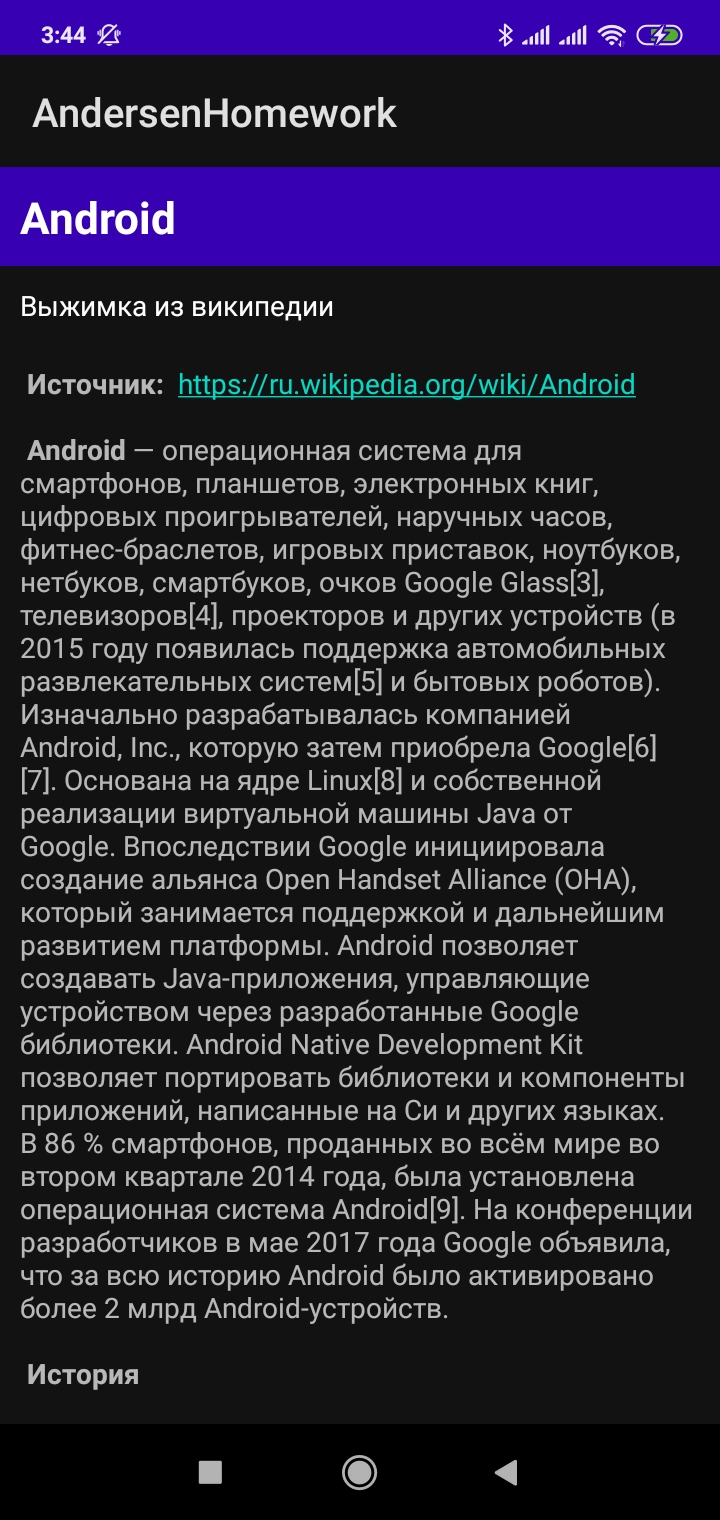 3:44
AndersenHomework
Android
Выжимка из википедии
Источник: https://ru.wikipedia.org/wiki/Android
Android — операционная система для
смартфонов, планшетов, электронных книг,
цифровых проигрывателей, наручных часов,
фитнес-браслетов, игровых приставок, ноутбуков,
нетбуков, смартбуков, очков Google Glass[3],
телевизоров[4], проекторов и других устройств (в
2015 году появилась поддержка автомобильных
развлекательных систем[5] и бытовых роботов).
Изначально разрабатывалась компанией
Android, Inc., которую затем приобрела Google[6]
[7]. Основана на ядре Linux[8] и собственной
реализации виртуальной машины Java от
Google. Впоследствии Google инициировала
создание альянса Open Handset Alliance (OHA),
который занимается поддержкой и дальнейшим
развитием платформы. Android позволяет
создавать Java-приложения, управляющие
устройством через разработанные Google
библиотеки. Android Native Development Kit
позволяет портировать библиотеки и компоненты
приложений, написанные на Си и других языках.
В 86 % смартфонов, проданных во всём мире во
втором квартале 2014 года, была установлена
операционная система Android[9]. На конференции
разработчиков в мае 2017 года Google объявила,
что за всю историю Android было активировано
более 2 млрд Android-устройств.
История